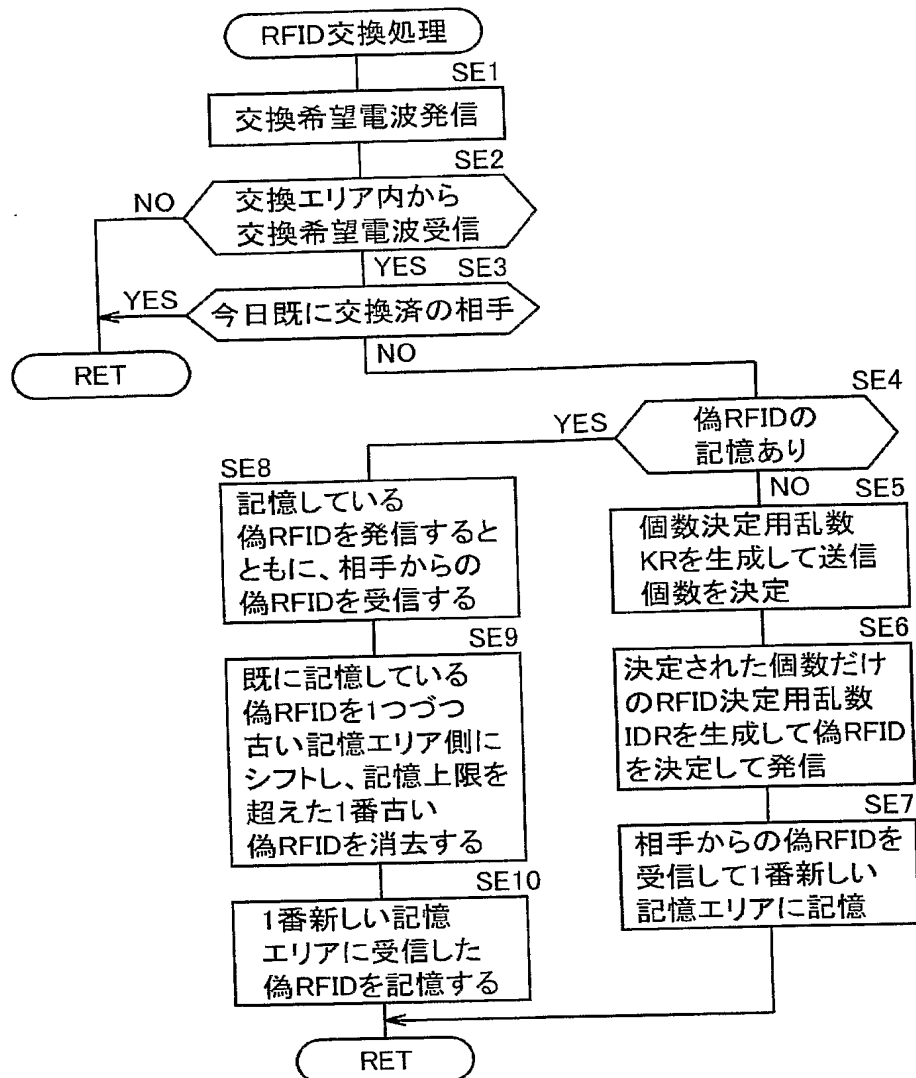 RFID交換処理
SE1
交換希望電波発信
SE2
交換エリア内から
交換希望電波受信
NO
YES
SE3
今日既に交換済の相手
YES
NO
RET
SE4
偽RFIDの
記憶あり
YES
NO
SE8
記憶している
偽RFIDを発信すると
ともに、相手からの
偽RFIDを受信する
SE9
既に記憶している
偽RFIDを1つづつ
古い記憶エリア側に
シフトし、記憶上限を
超えた1番古い
偽RFIDを消去する
SE10
1番新しい記憶
エリアに受信した
偽RFIDを記憶する
SE5
個数決定用乱数
KRを生成して送信
個数を決定
SE6
決定された個数だけ
のRFID決定用乱数
IDRを生成して偽RFID
を決定して発信
SE7
相手からの偽RFIDを
受信して1番新しい
記憶エリアに記憶
RET